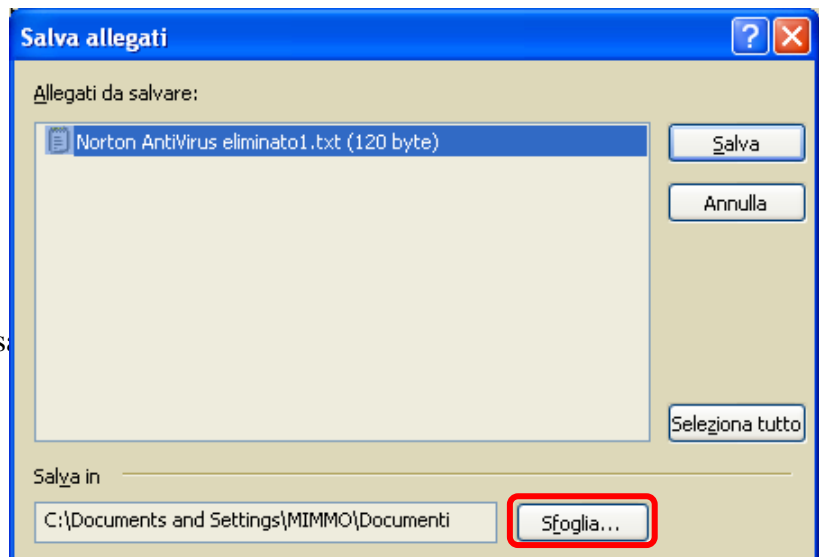 Salva allegati
Allegati da salvare:
Norton AntiVirus eliminato1.txt (120 byte)
Salva
Annulla
Seleziona tutto
Salva in
C:\Documents and Settings\MIMMO\Documenti
Sfoglia...